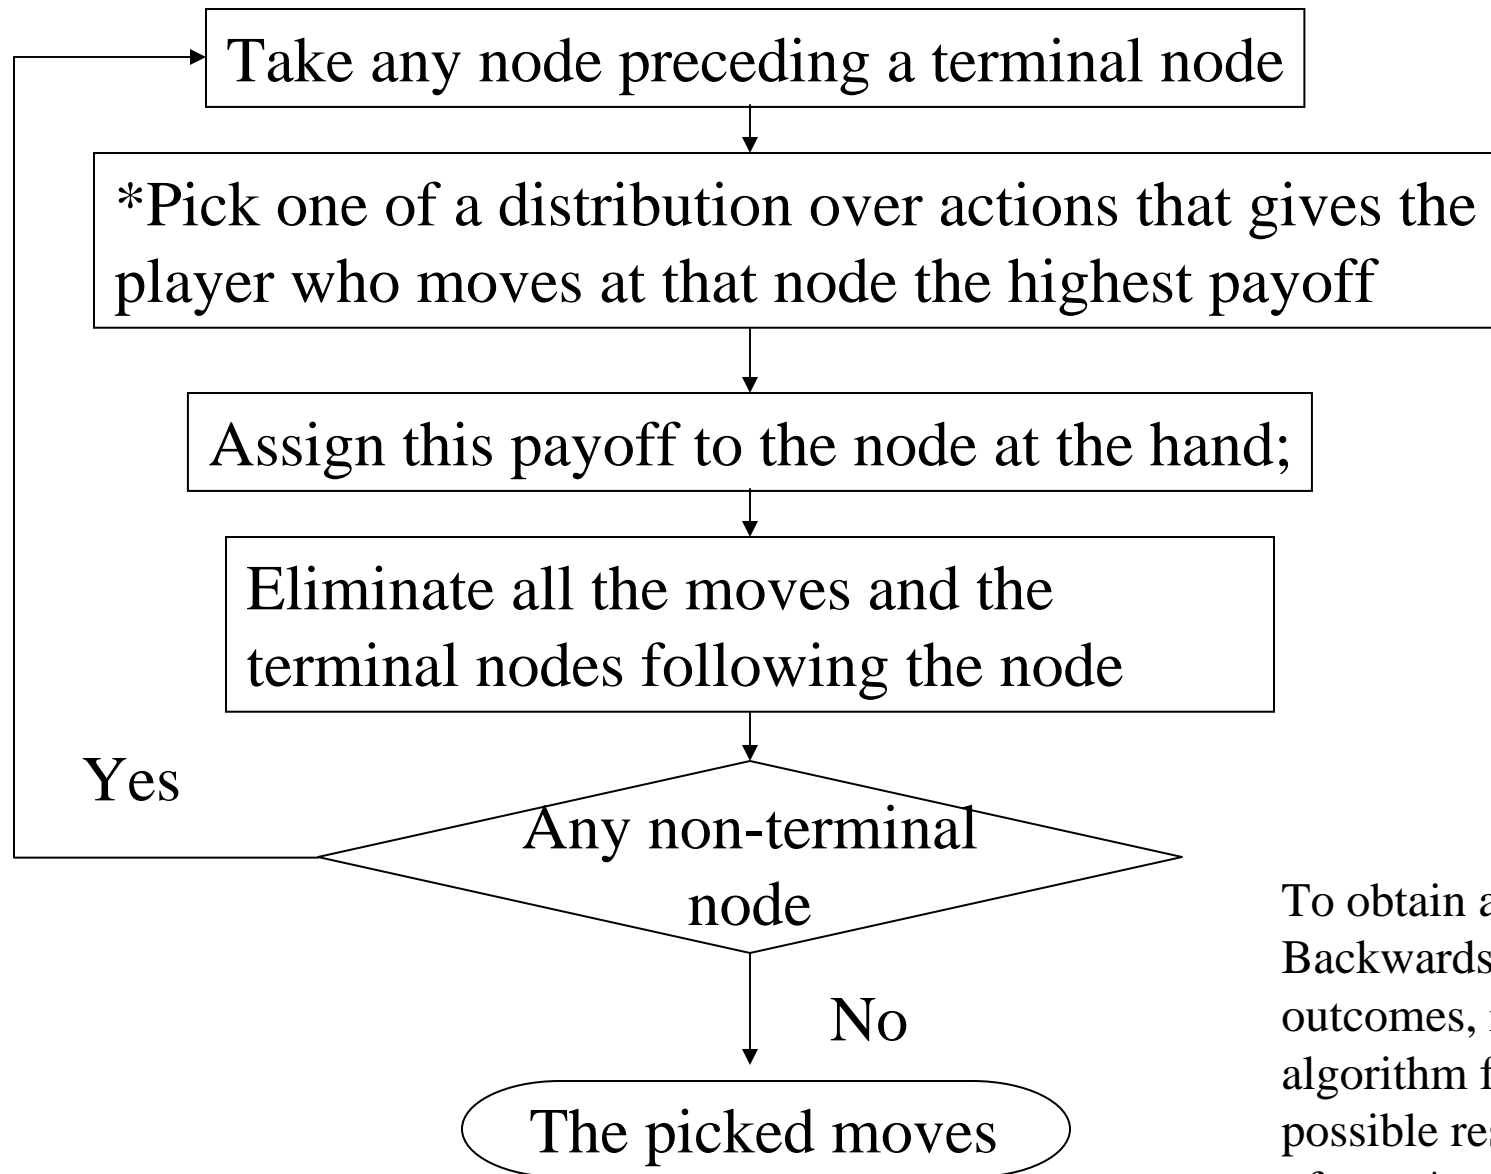 Take any node preceding a terminal node
*Pick one of a distribution over actions that gives the
player who moves at that node the highest payoff
Assign this payoff to the node at the hand;
Eliminate all the moves and the
terminal nodes following the node
Yes
Any non-terminal
node
No
The picked moves
To obtain
Backwards
outcomes,
algorithm
possible